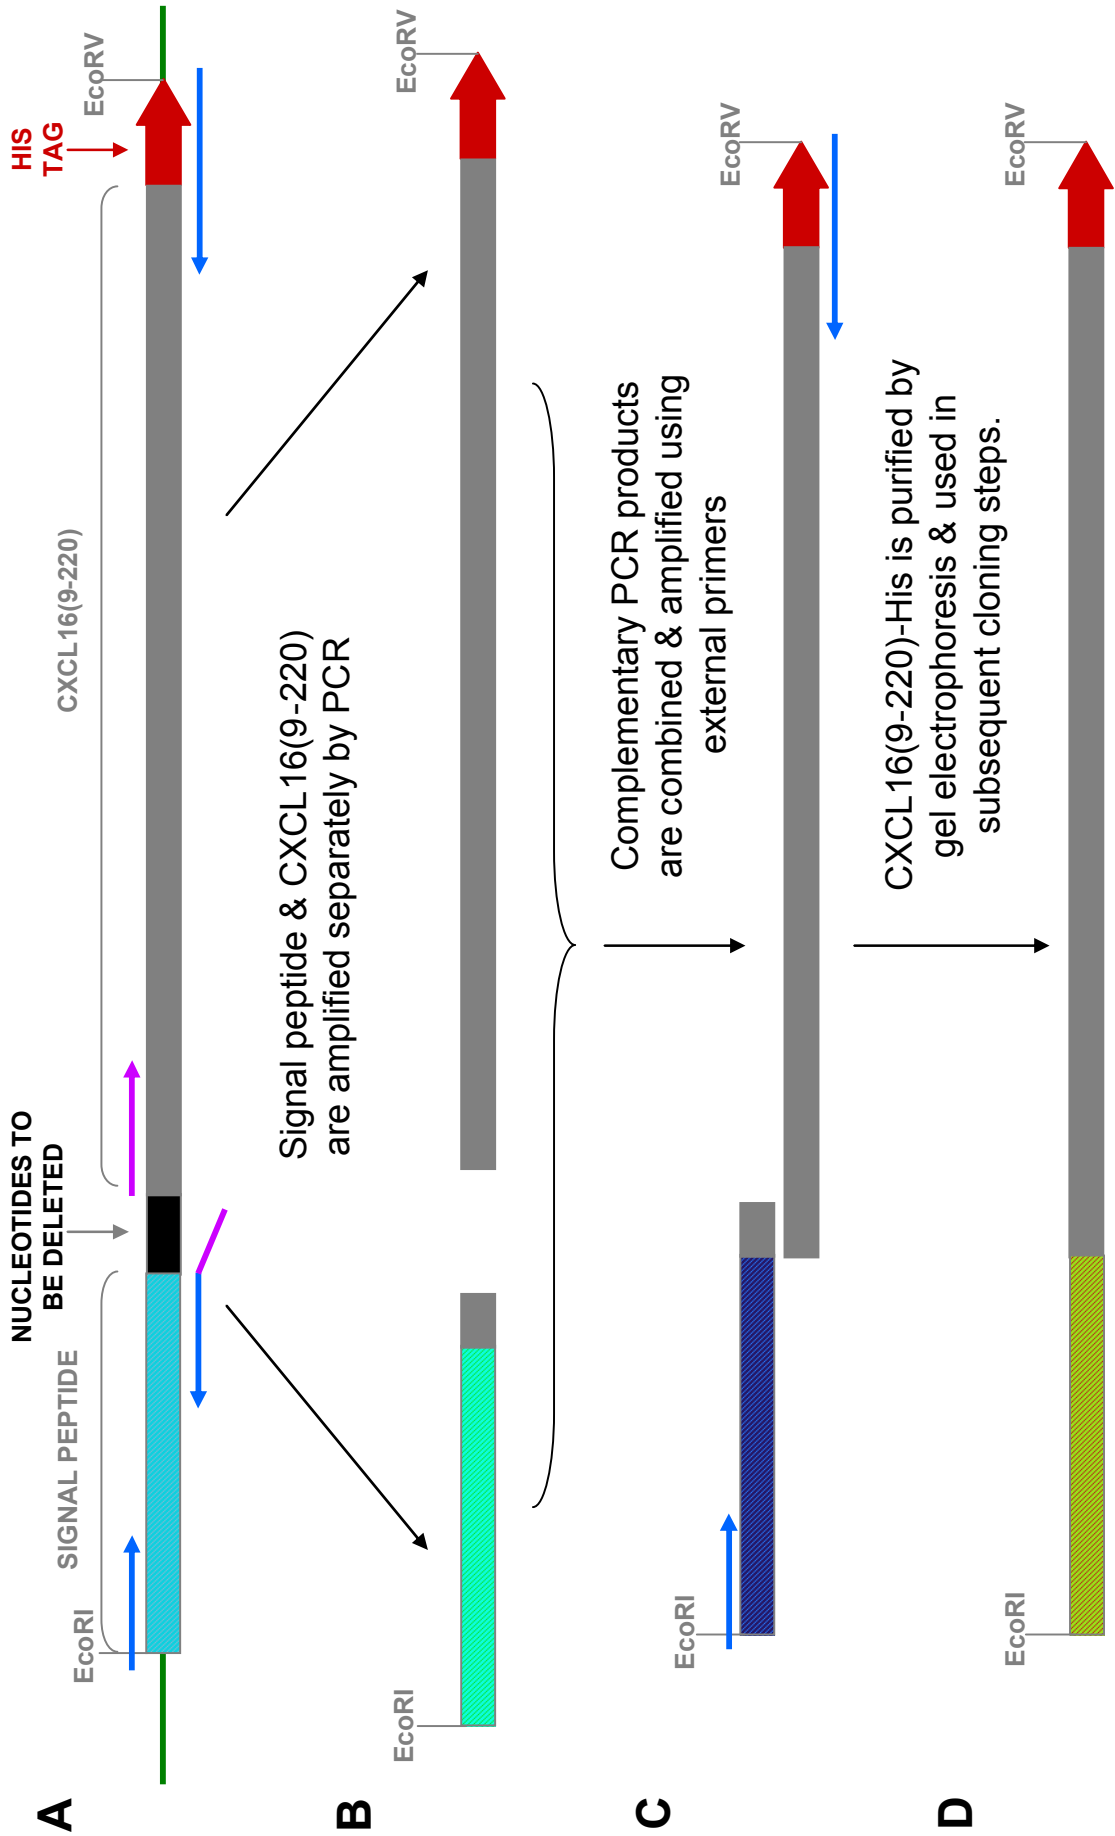 A
EcoRI
SIGNAL PEPTIDE
NUCLEOTIDES TO
BE DELETED
CXCL16(9-220)
HIS
TAG
EcoRV
B
EcoRI
Signal peptide & CXCL16(9-220)
are amplified separately by PCR
EcoRV
C
EcoRI
Complementary PCR products
are combined & amplified using
external primers
EcoRV
D
EcoRI
CXCL16(9-220)-His is purified by
gel electrophoresis & used in
subsequent cloning steps.
EcoRV